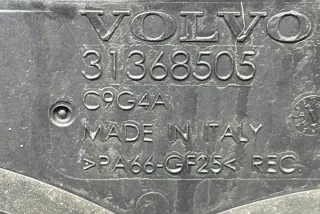 VOLVO
31368505
C9G4A
MADE IN ITALY
>PA66-GF25< REC.